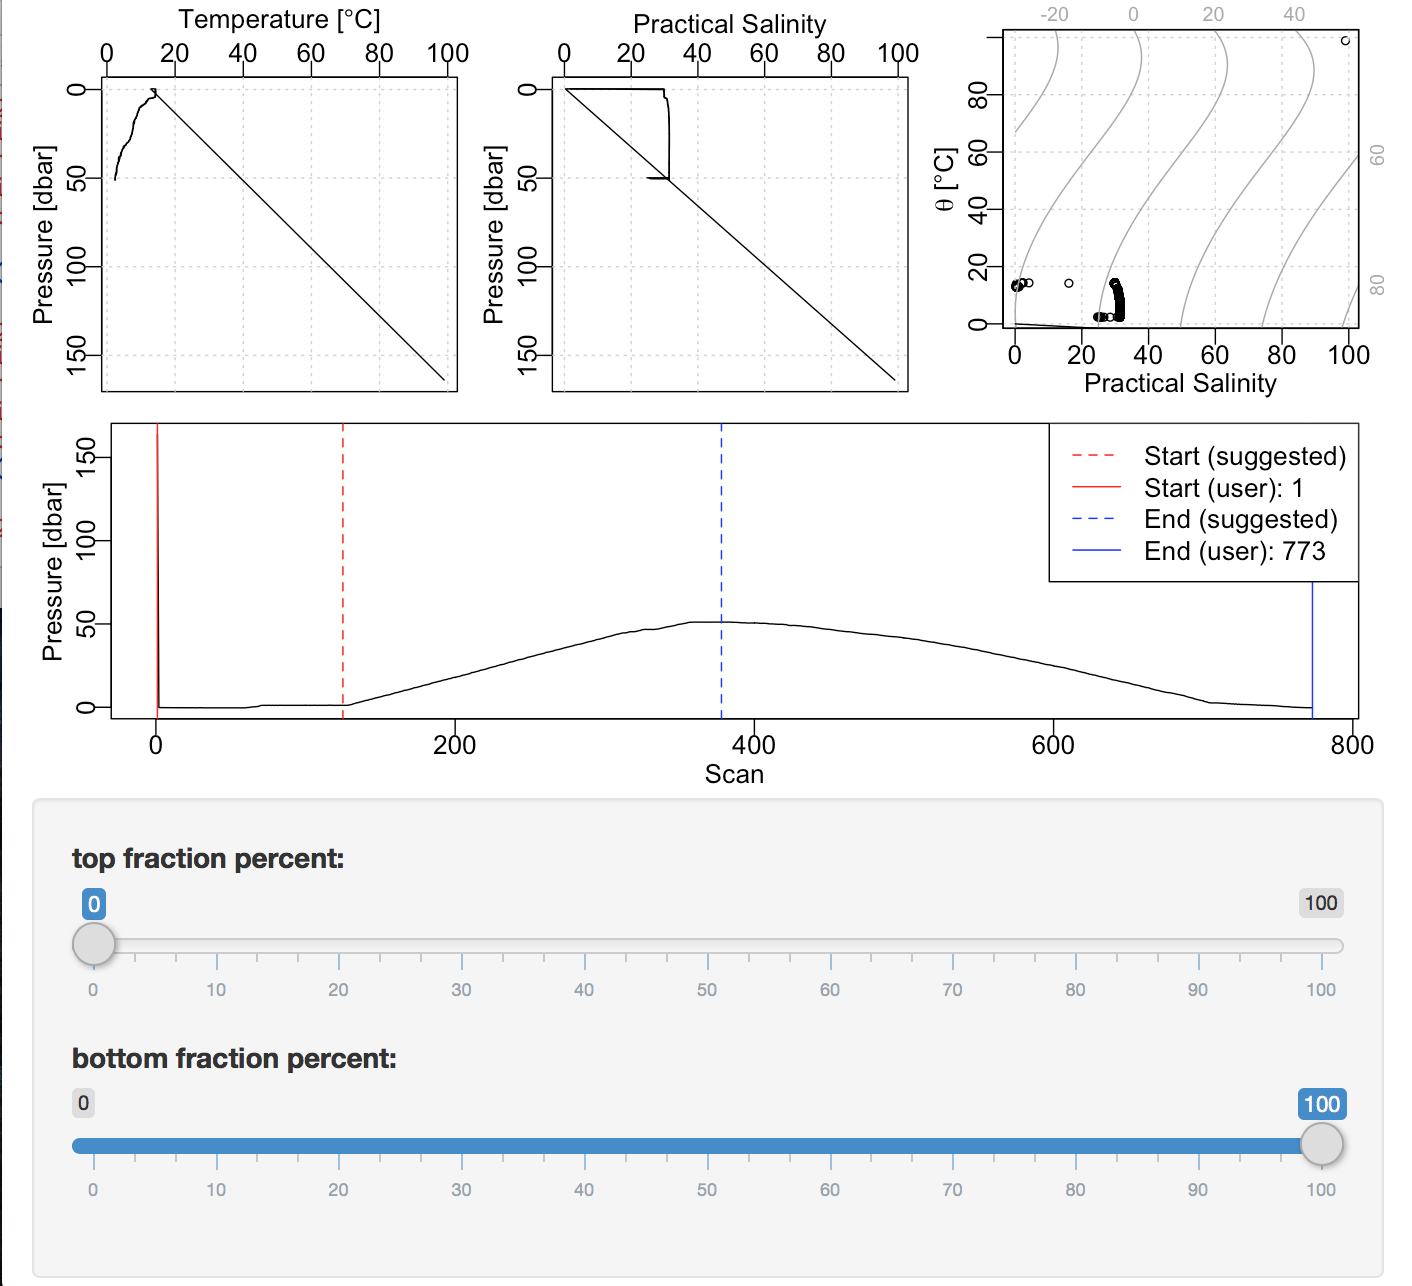 Temperature [°C]
0 20 40 60 80 100
Pressure [dbar]
0
50
100
150
Practical Salinity
0 20 40 60 80 100
Pressure [dbar]
0
50
100
150
-20 0 20 40
θ [°C]
80
60
40
20
0
60
80
0 20 40 60 80 100
Practical Salinity
Pressure [dbar]
150
100
50
0
Start (suggested)
Start (user): 1
End (suggested)
End (user): 773
0 200 400 600 800
Scan
top fraction percent:
0 100
0 10 20 30 40 50 60 70 80 90 100
bottom fraction percent:
0 100
0 10 20 30 40 50 60 70 80 90 100